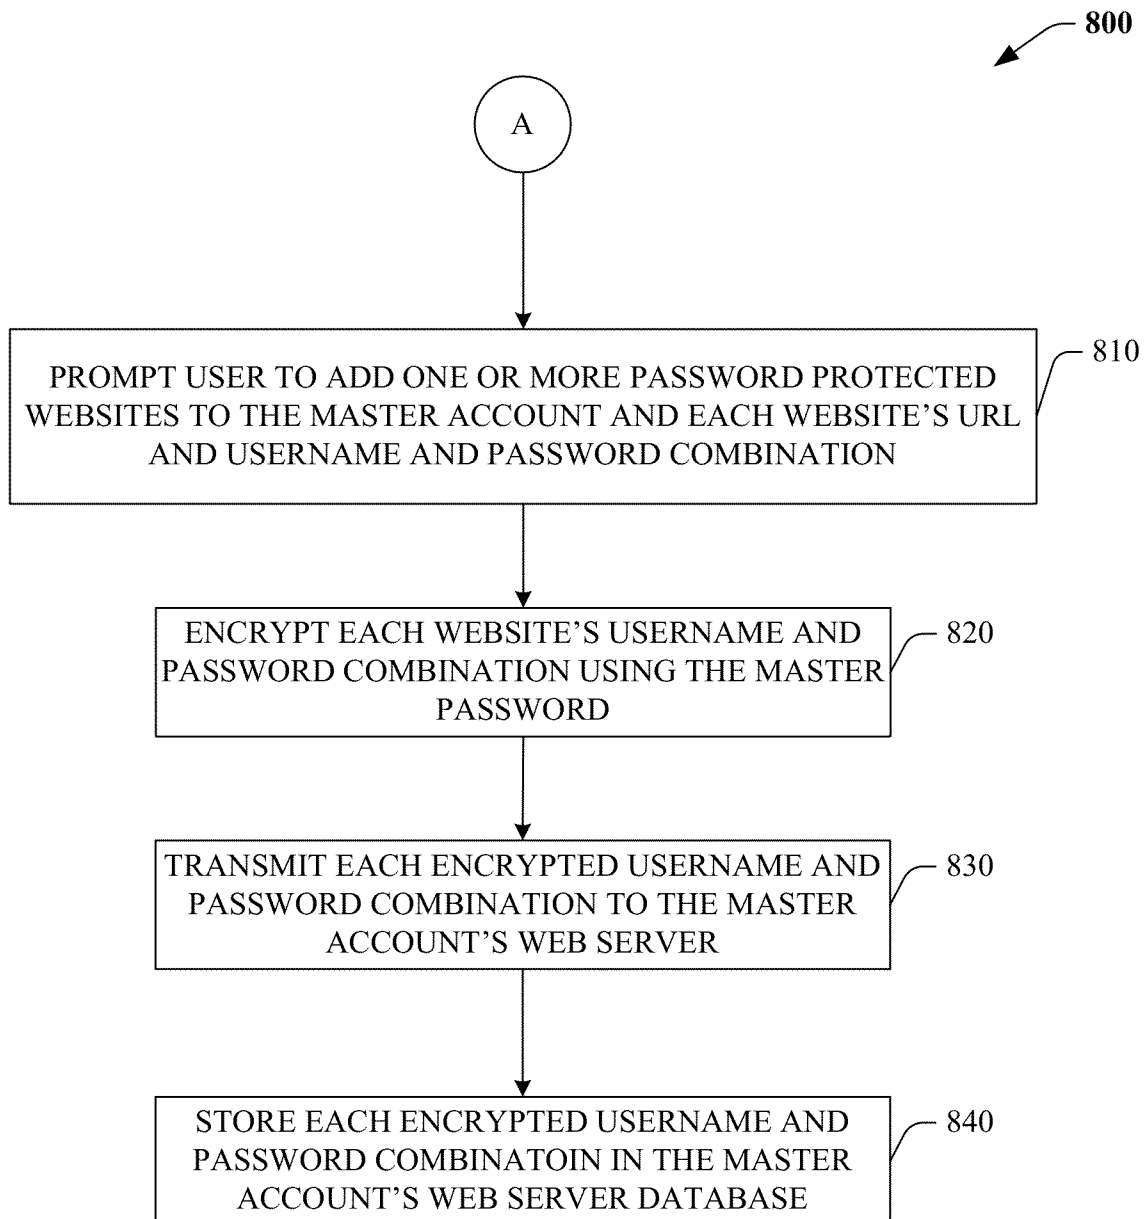 800
A
PROMPT USER TO ADD ONE OR MORE PASSWORD PROTECTED
WEBSITES TO THE MASTER ACCOUNT AND EACH WEBSITE'S URL
AND USERNAME AND PASSWORD COMBINATION
810
ENCRYPT EACH WEBSITE'S USERNAME AND
PASSWORD COMBINATION USING THE MASTER
PASSWORD
820
TRANSMIT EACH ENCRYPTED USERNAME AND
PASSWORD COMBINATION TO THE MASTER
ACCOUNT'S WEB SERVER
830
STORE EACH ENCRYPTED USERNAME AND
PASSWORD COMBINATOIN IN THE MASTER
ACCOUNT'S WEB SERVER DATABASE
840